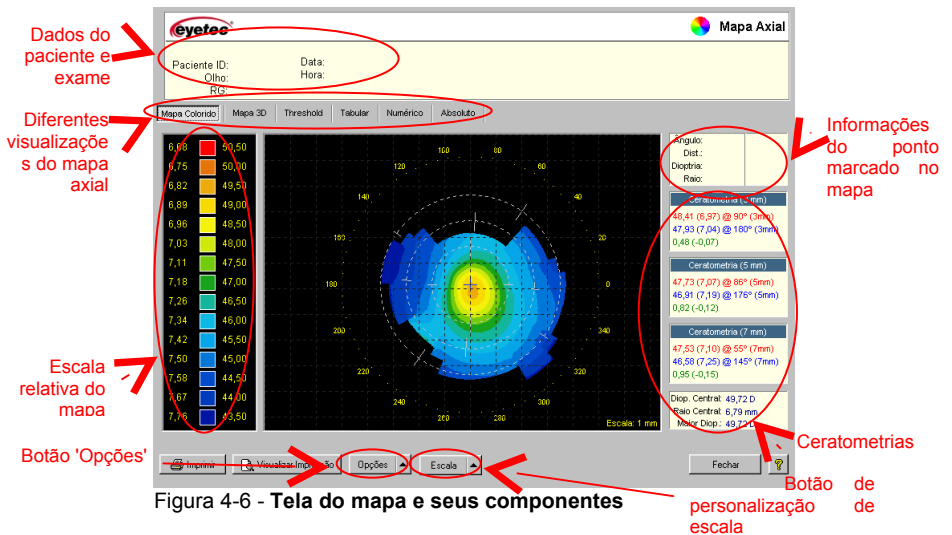 Dados do
paciente e
exame
Diferentes
visualizaçõe
s do mapa
axial
Escala
relativa do
mapa
Botão 'Opções'
eyetec
Mapa Axial
Paciente ID:
Data:
Olho:
Hora:
RG:
Mapa Colorido Mapa 3D Threshold Tabular Numérico Absoluto
6,68 50,50
6,75 50,00
6,82 49,50
6,89 49,00
6,96 48,50
7,03 48,00
7,11 47,50
7,18 47,00
7,26 46,50
7,34 46,00
7,42 45,50
7,50 45,00
7,58 44,50
7,67 44,00
7,76 43,50
100 80
120 60
140 40
160 20
180 0
200 340
220 320
240 300
260 280
Escala: 1 mm
Ângulo:
Dist.:
Dioptria:
Raio:
Ceratometria (3 mm)
48,41 (6,97) @ 90° (3mm)
47,93 (7,04) @ 180° (3mm)
0,48 (-0,07)
Ceratometria (5 mm)
47,73 (7,07) @ 86° (5mm)
46,91 (7,19) @ 176° (5mm)
0,82 (-0,12)
Ceratometria (7 mm)
47,53 (7,10) @ 55° (7mm)
46,58 (7,25) @ 145° (7mm)
0,95 (-0,15)
Diop. Central: 49,72 D
Raio Central: 6,79 mm
Maior Diop.: 49,72 D
Imprimir Visualizar Impressão Opções Escala Fechar ?
Informações
do ponto
marcado no
mapa
Ceratometrias
Botão de
personalização de
escala
Figura 4-6 - Tela do mapa e seus componentes